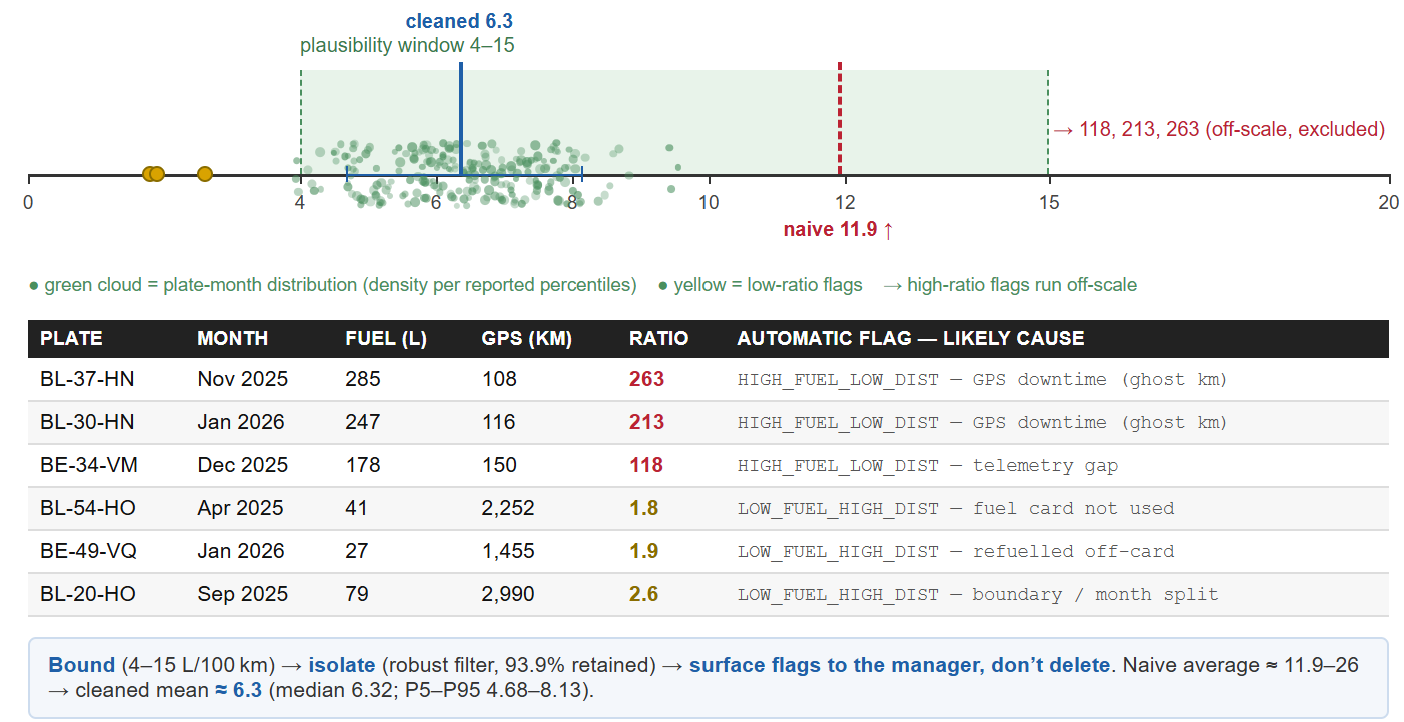 cleaned 6.3
plausibility window 4–15
→ 118, 213, 263 (off-scale, excluded)
0 4 6 8 10 12 15 20
naive 11.9 ↑
● green cloud = plate-month distribution (density per reported percentiles) ● yellow = low-ratio flags → high-ratio flags run off-scale
PLATE MONTH FUEL (L) GPS (KM) RATIO AUTOMATIC FLAG — LIKELY CAUSE
BL-37-HN Nov 2025 285 108 263 HIGH_FUEL_LOW_DIST — GPS downtime (ghost km)
BL-30-HN Jan 2026 247 116 213 HIGH_FUEL_LOW_DIST — GPS downtime (ghost km)
BE-34-VM Dec 2025 178 150 118 HIGH_FUEL_LOW_DIST — telemetry gap
BL-54-HO Apr 2025 41 2,252 1.8 LOW_FUEL_HIGH_DIST — fuel card not used
BE-49-VQ Jan 2026 27 1,455 1.9 LOW_FUEL_HIGH_DIST — refuelled off-card
BL-20-HO Sep 2025 79 2,990 2.6 LOW_FUEL_HIGH_DIST — boundary / month split
Bound (4–15 L/100 km) → isolate (robust filter, 93.9% retained) → surface flags to the manager, don’t delete. Naive average ≈ 11.9–26
→ cleaned mean ≈ 6.3 (median 6.32; P5–P95 4.68–8.13).